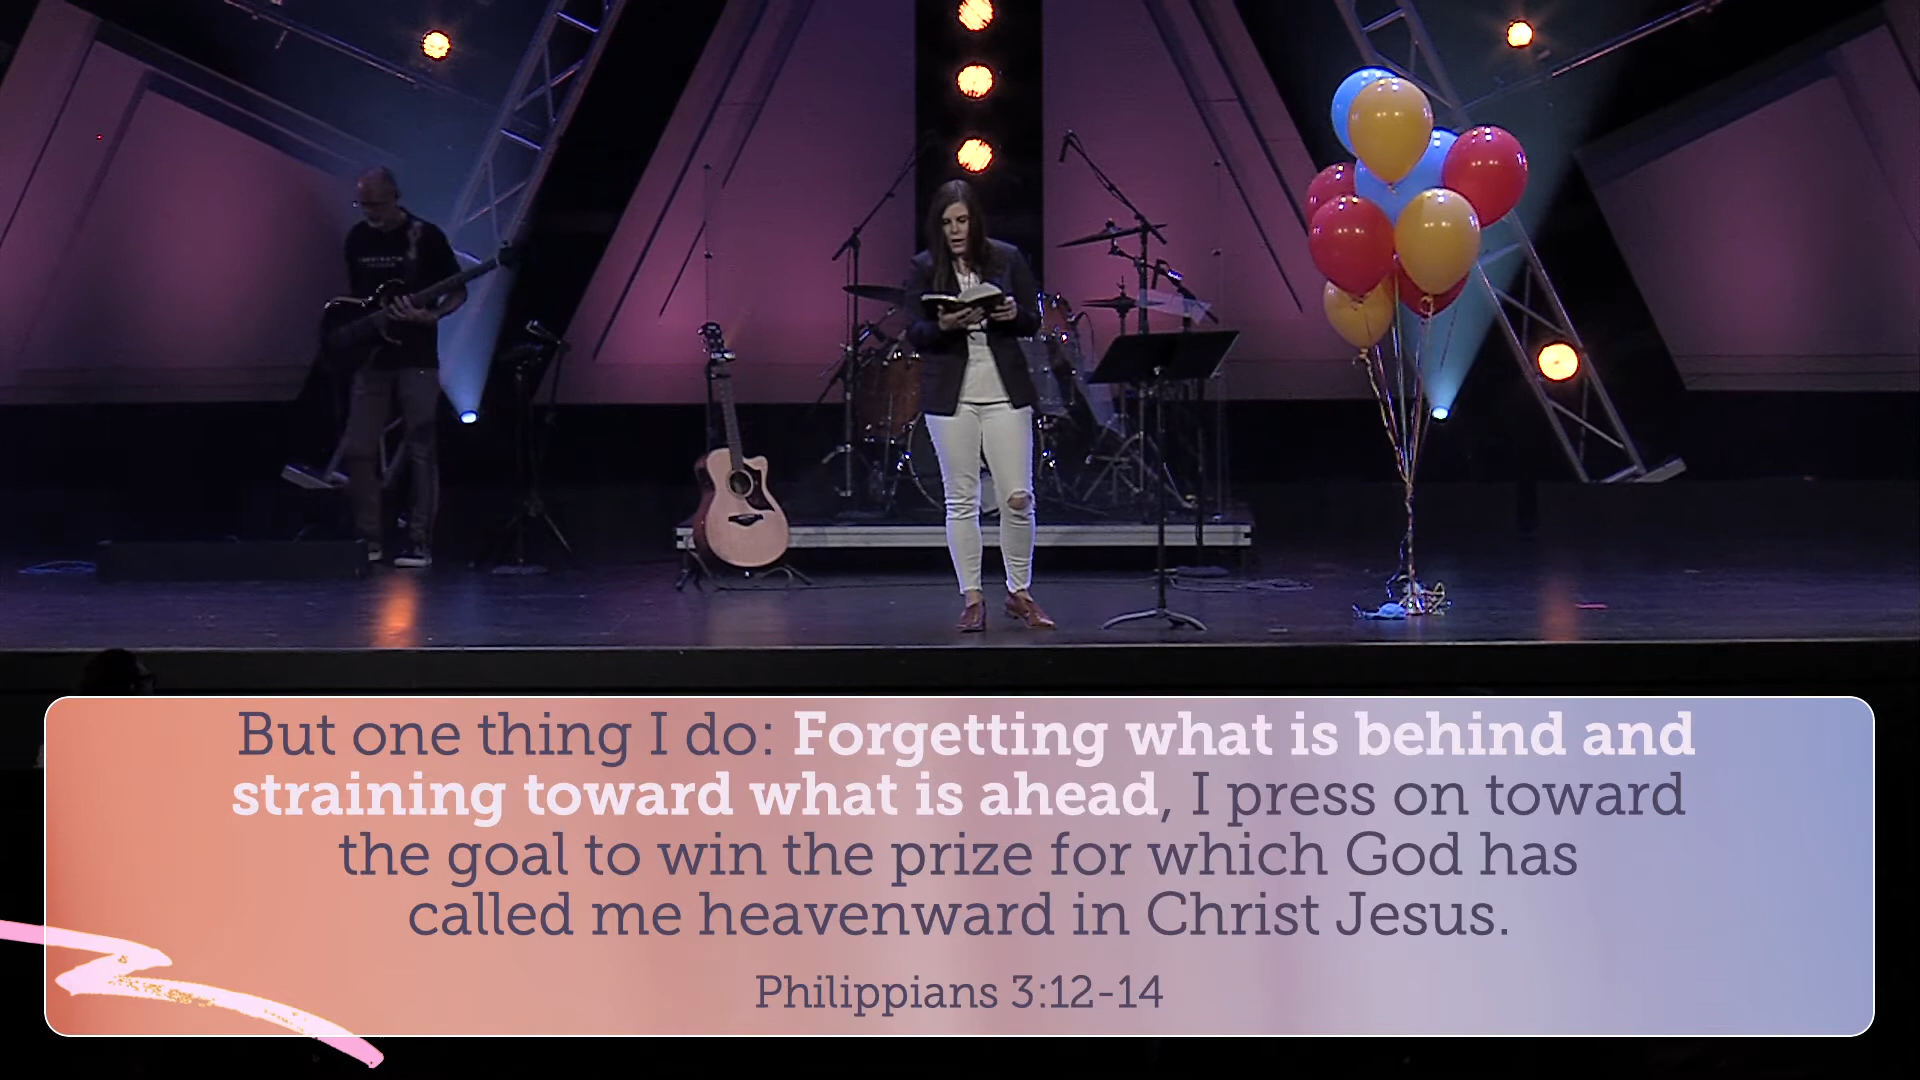 But one thing I do: Forgetting what is behind and
straining toward what is ahead, I press on toward
the goal to win the prize for which God has
called me heavenward in Christ Jesus.
Philippians 3:12-14